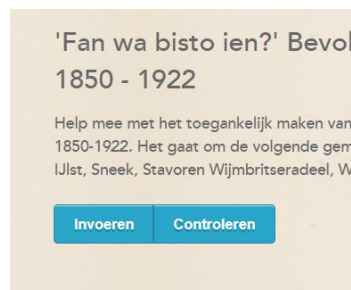 'Fan wa bisto ien?' Bevol
1850 - 1922
Help mee met het toegankelijk maken van
1850-1922. Het gaat om de volgende gem
IJlst, Sneek, Stavoren Wijmbritseradeel, W
Invoeren Controleren